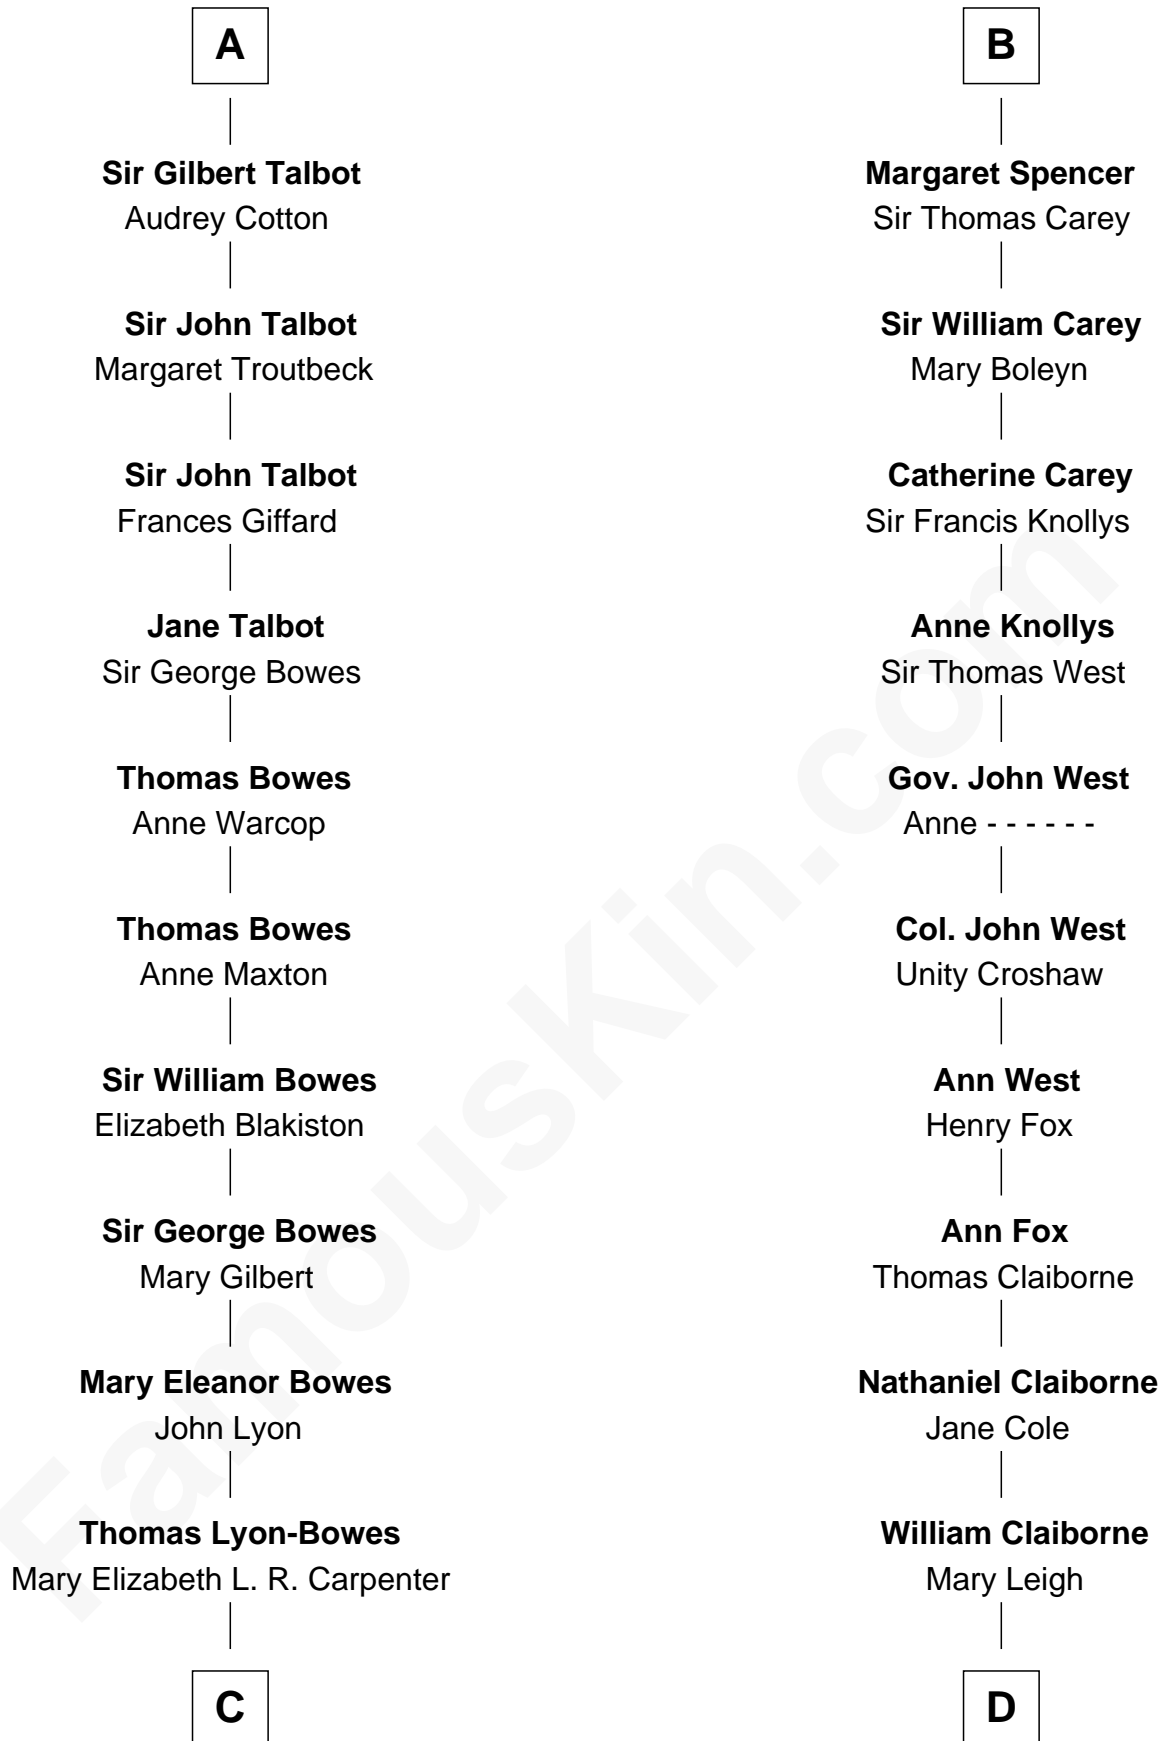 A
Sir Gilbert Talbot
Audrey Cotton
Sir John Talbot
Margaret Troutbeck
Sir John Talbot
Frances Giffard
Jane Talbot
Sir George Bowes
Thomas Bowes
Anne Warcop
Thomas Bowes
Anne Maxton
Sir William Bowes
Elizabeth Blakiston
Sir George Bowes
Mary Gilbert
Mary Eleanor Bowes
John Lyon
Thomas Lyon-Bowes
Mary Elizabeth L. R. Carpenter
C
B
Margaret Spencer
Sir Thomas Carey
Sir William Carey
Mary Boleyn
Catherine Carey
Sir Francis Knollys
Anne Knollys
Sir Thomas West
Gov. John West
Anne - - - - - -
Col. John West
Unity Croshaw
Ann West
Henry Fox
Ann Fox
Thomas Claiborne
Nathaniel Claiborne
Jane Cole
William Claiborne
Mary Leigh
D
FamousKin.com